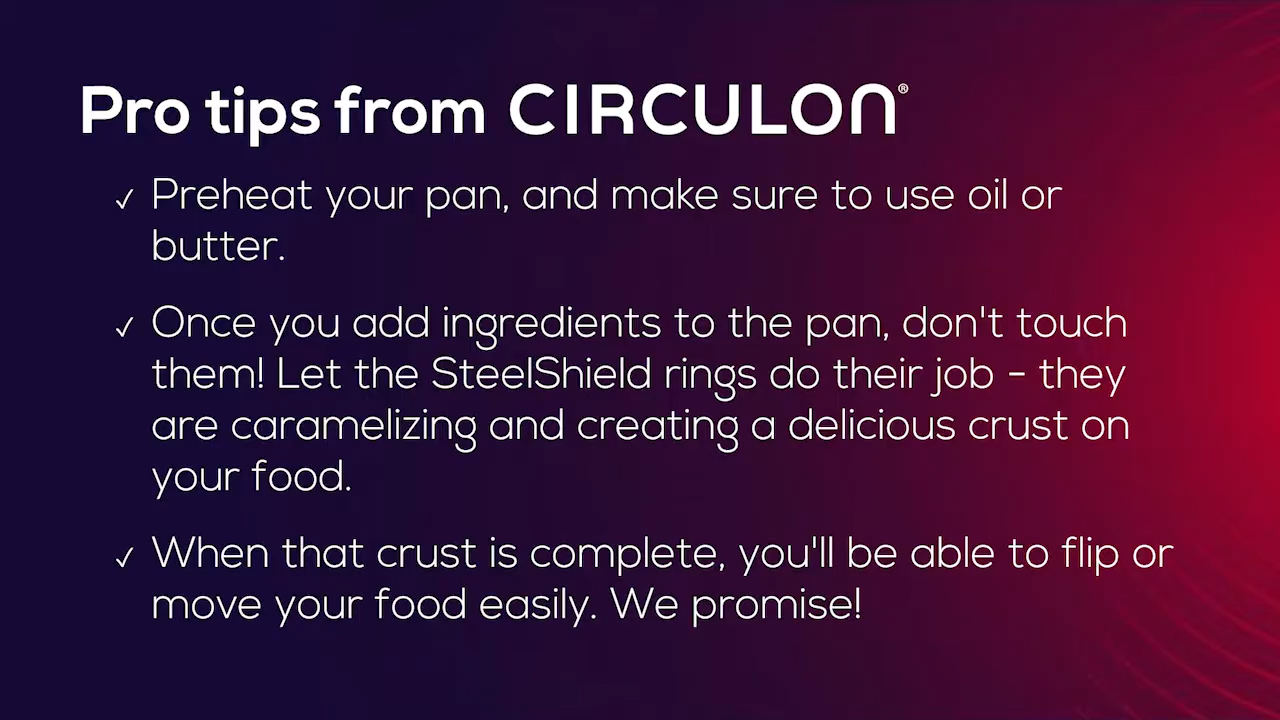 Pro tips from CIRCULON®
✓ Preheat your pan, and make sure to use oil or
butter.
✓ Once you add ingredients to the pan, don't touch
them! Let the SteelShield rings do their job - they
are caramelizing and creating a delicious crust on
your food.
✓ When that crust is complete, you'll be able to flip or
move your food easily. We promise!